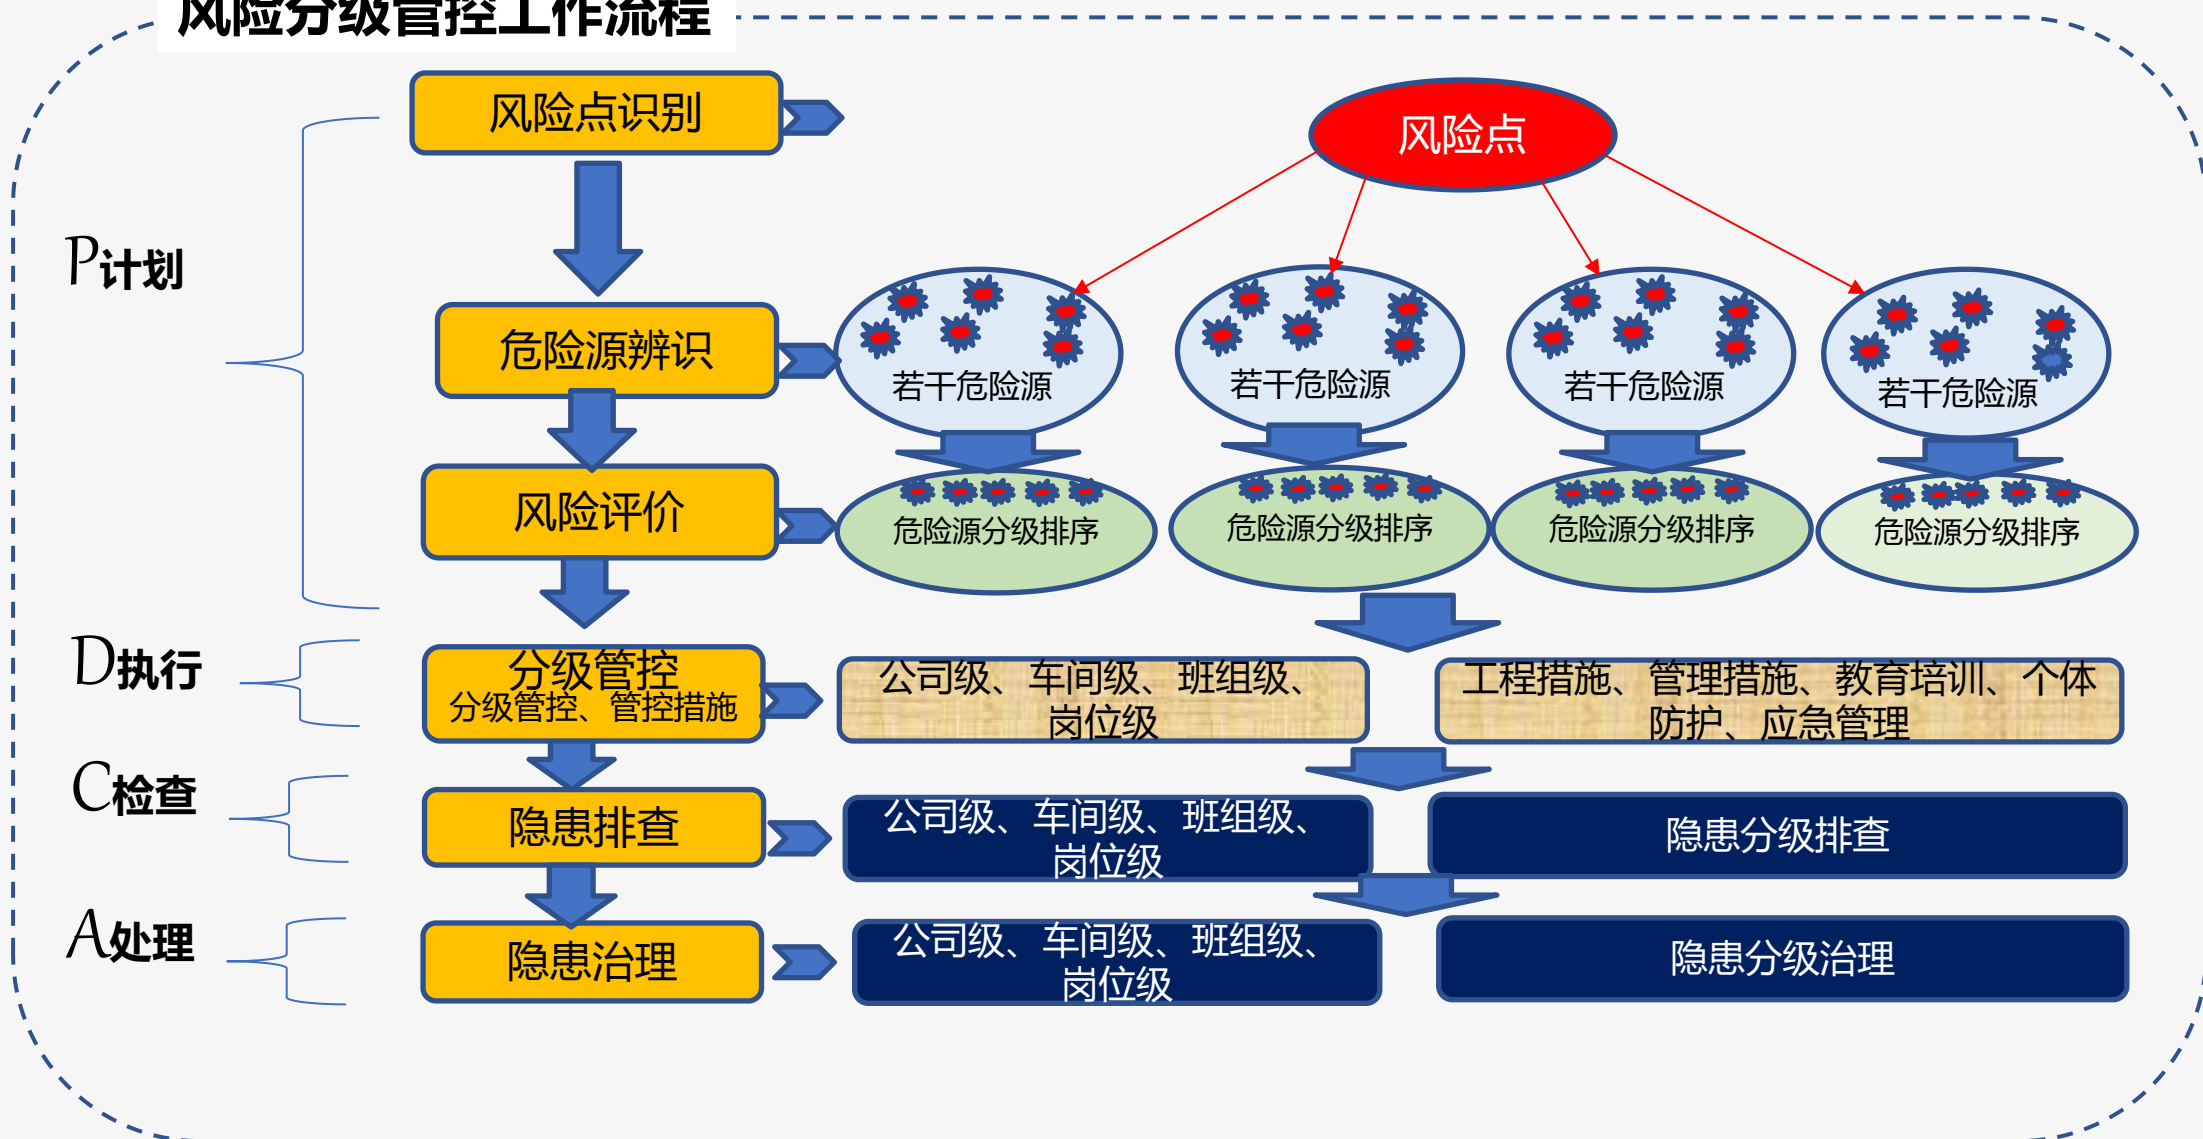 风险分级管控工作流程
风险点识别
风险点
P计划
危险源辨识
若干危险源
若干危险源
若干危险源
若干危险源
风险评价
危险源分级排序
危险源分级排序
危险源分级排序
危险源分级排序
D执行
分级管控
分级管控、管控措施
公司级、车间级、班组级、
岗位级
工程措施、管理措施、教育培训、个体
防护、应急管理
C检查
隐患排查
公司级、车间级、班组级、
岗位级
隐患分级排查
A处理
隐患治理
公司级、车间级、班组级、
岗位级
隐患分级治理